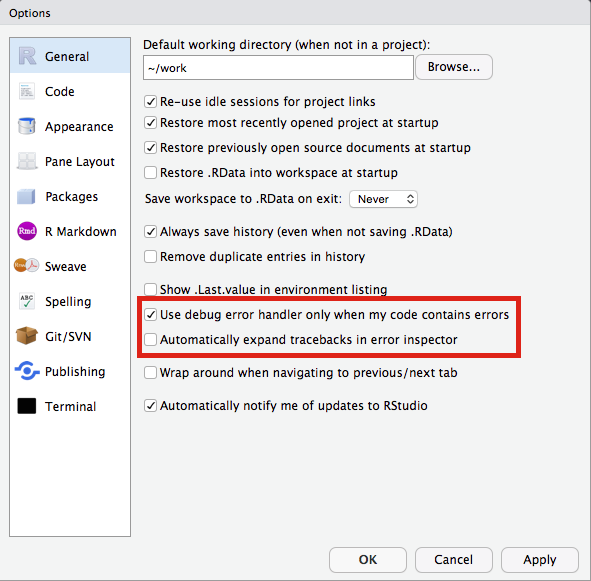 Options
General
Code
Appearance
Pane Layout
Packages
R Markdown
Sweave
Spelling
Git/SVN
Publishing
Terminal
Default working directory (when not in a project):
~/work
Browse...
Re-use idle sessions for project links
Restore most recently opened project at startup
Restore previously open source documents at startup
Restore .RData into workspace at startup
Save workspace to .RData on exit: Never
Always save history (even when not saving .RData)
Remove duplicate entries in history
Show .Last.value in environment listing
Use debug error handler only when my code contains errors
Automatically expand tracebacks in error inspector
Wrap around when navigating to previous/next tab
Automatically notify me of updates to RStudio
OK
Cancel
Apply